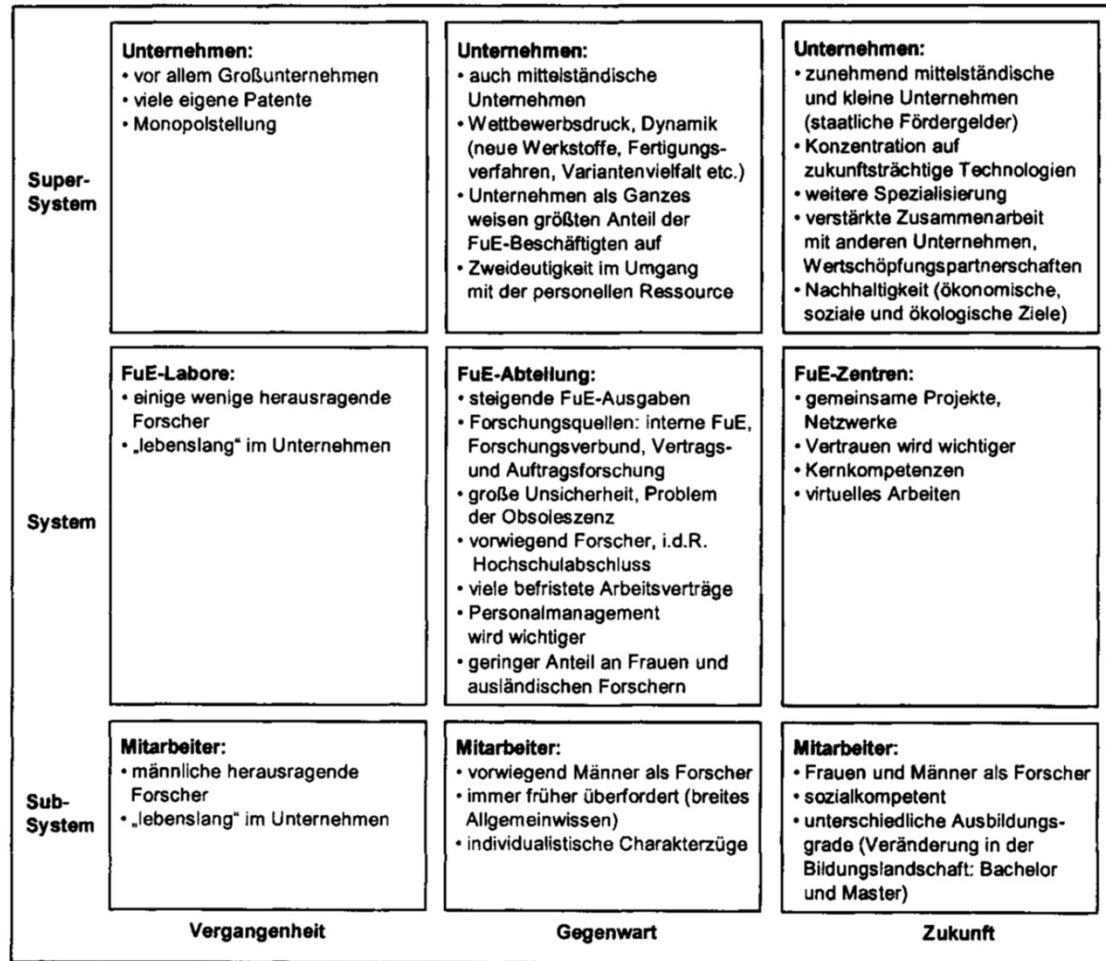 Super-
System
Unternehmen:
• vor allem Großunternehmen
• viele eigene Patente
• Monopolstellung
Unternehmen:
• auch mittelständische
Unternehmen
• Wettbewerbsdruck, Dynamik
(neue Werkstoffe, Fertigungs-
verfahren, Variantenvielfalt etc.)
• Unternehmen als Ganzes
weisen größten Anteil der
FuE-Beschäftigten auf
• Zweideutigkeit im Umgang
mit der personellen Ressource
Unternehmen:
• zunehmend mittelständische
und kleine Unternehmen
(staatliche Fördergelder)
• Konzentration auf
zukunftsträchtige Technologien
• weitere Spezialisierung
• verstärkte Zusammenarbeit
mit anderen Unternehmen,
Wertschöpfungspartnerschaften
• Nachhaltigkeit (ökonomische,
soziale und ökologische Ziele)
System
FuE-Labore:
• einige wenige herausragende
Forscher
• „lebenslang“ im Unternehmen
FuE-Abteilung:
• steigende FuE-Ausgaben
• Forschungsquellen: interne FuE,
Forschungsverbund, Vertrags-
und Auftragsforschung
• große Unsicherheit, Problem
der Obsoleszenz
• vorwiegend Forscher, i.d.R.
Hochschulabschluss
• viele befristete Arbeitsverträge
• Personalmanagement
wird wichtiger
• geringer Anteil an Frauen und
ausländischen Forschern
FuE-Zentren:
• gemeinsame Projekte,
Netzwerke
• Vertrauen wird wichtiger
• Kernkompetenzen
• virtuelles Arbeiten
Sub-
System
Mitarbeiter:
• männliche herausragende
Forscher
• „lebenslang“ im Unternehmen
Mitarbeiter:
• vorwiegend Männer als Forscher
• immer früher überfordert (breites
Allgemeinwissen)
• individualistische Charakterzüge
Mitarbeiter:
• Frauen und Männer als Forscher
• sozialkompetent
• unterschiedliche Ausbildungs-
grade (Veränderung in der
Bildungslandschaft: Bachelor
und Master)
Vergangenheit
Gegenwart
Zukunft